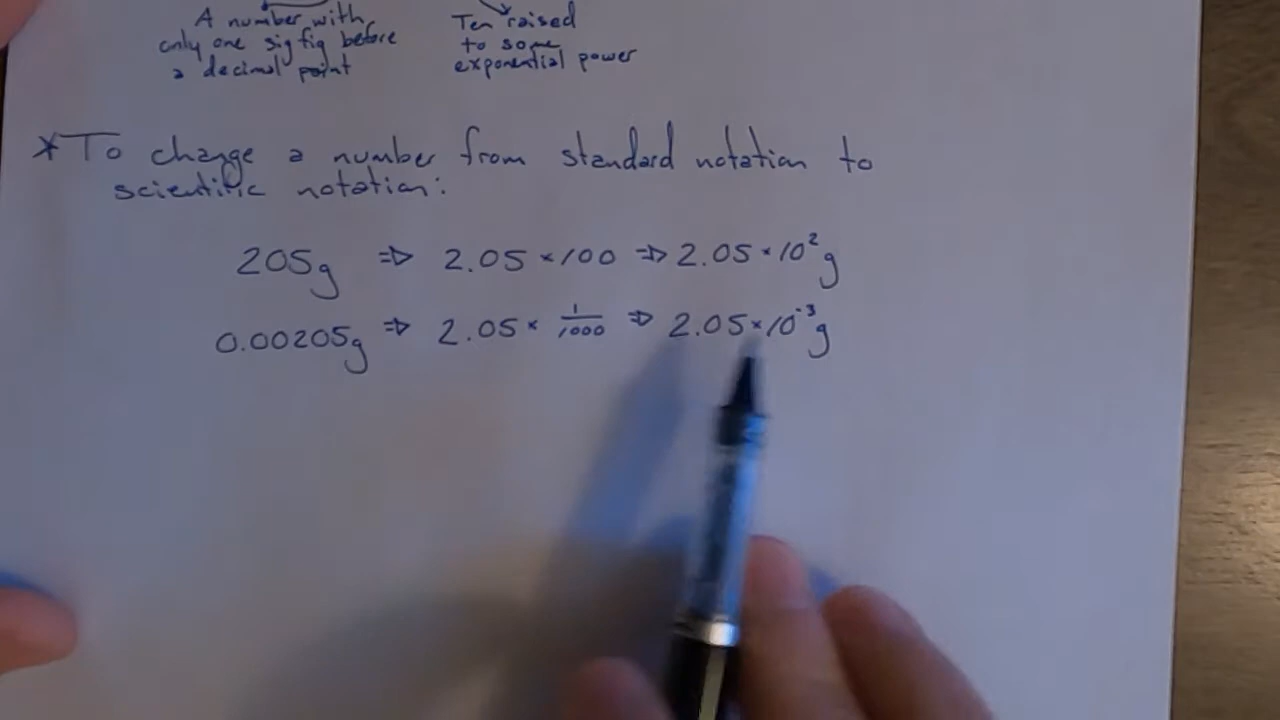 A number with
only one sig fig before
a decimal point
Ten raised
to some
exponential power
*To change a number from standard notation to
scientific notation:
205g ⇒ 2.05 × 100 ⇒ 2.05 × 10² g
0.00205g ⇒ 2.05 × 1/1000 ⇒ 2.05 × 10⁻³ g